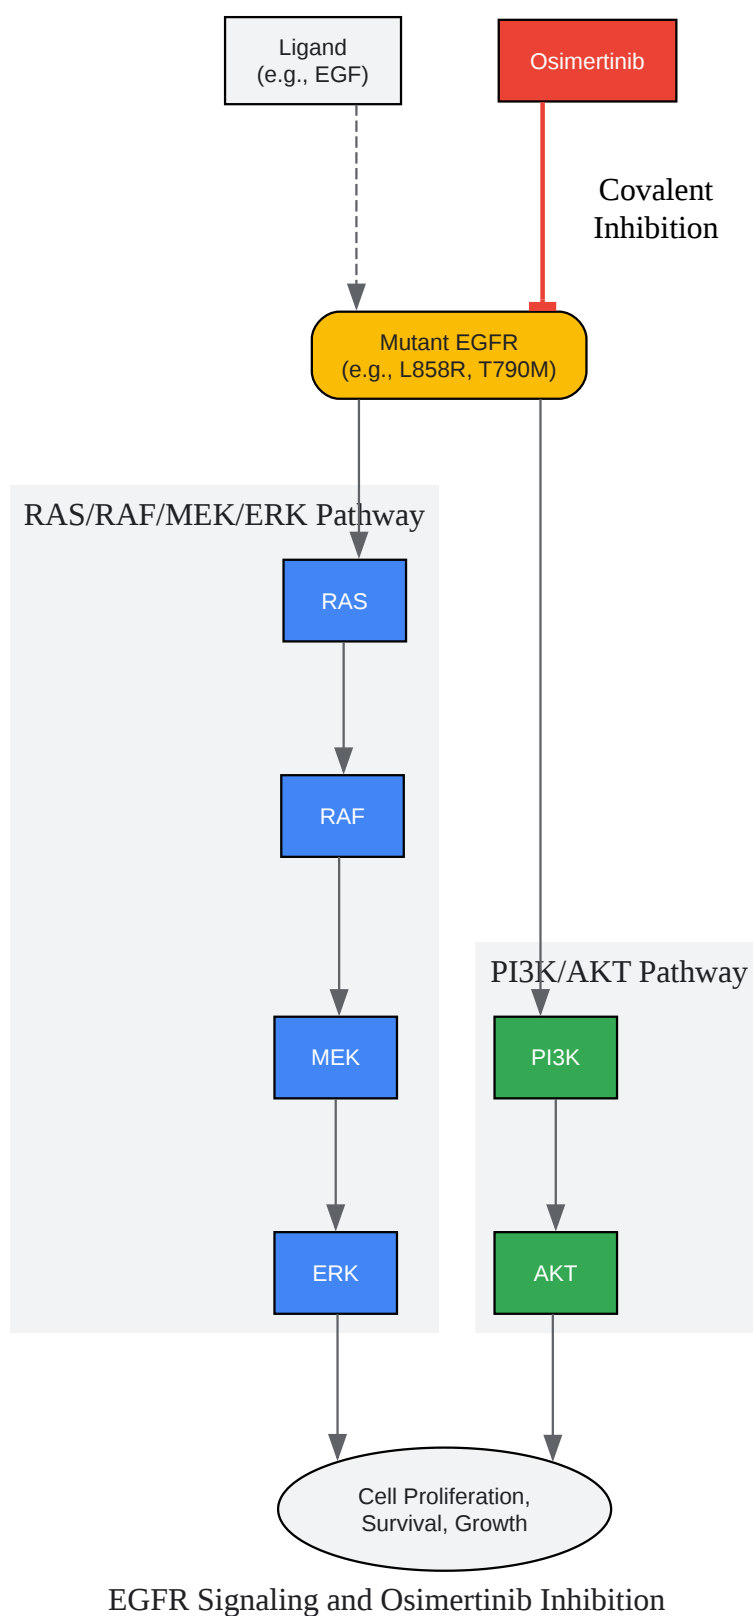 Ligand
(e.g., EGF)
Osimertinib
Covalent
Inhibition
Mutant EGFR
(e.g., L858R, T790M)
RAS/RAF/MEK/ERK Pathway
RAS
RAF
PI3K/AKT Pathway
MEK
PI3K
ERK
AKT
Cell Proliferation,
Survival, Growth
EGFR Signaling and Osimertinib Inhibition